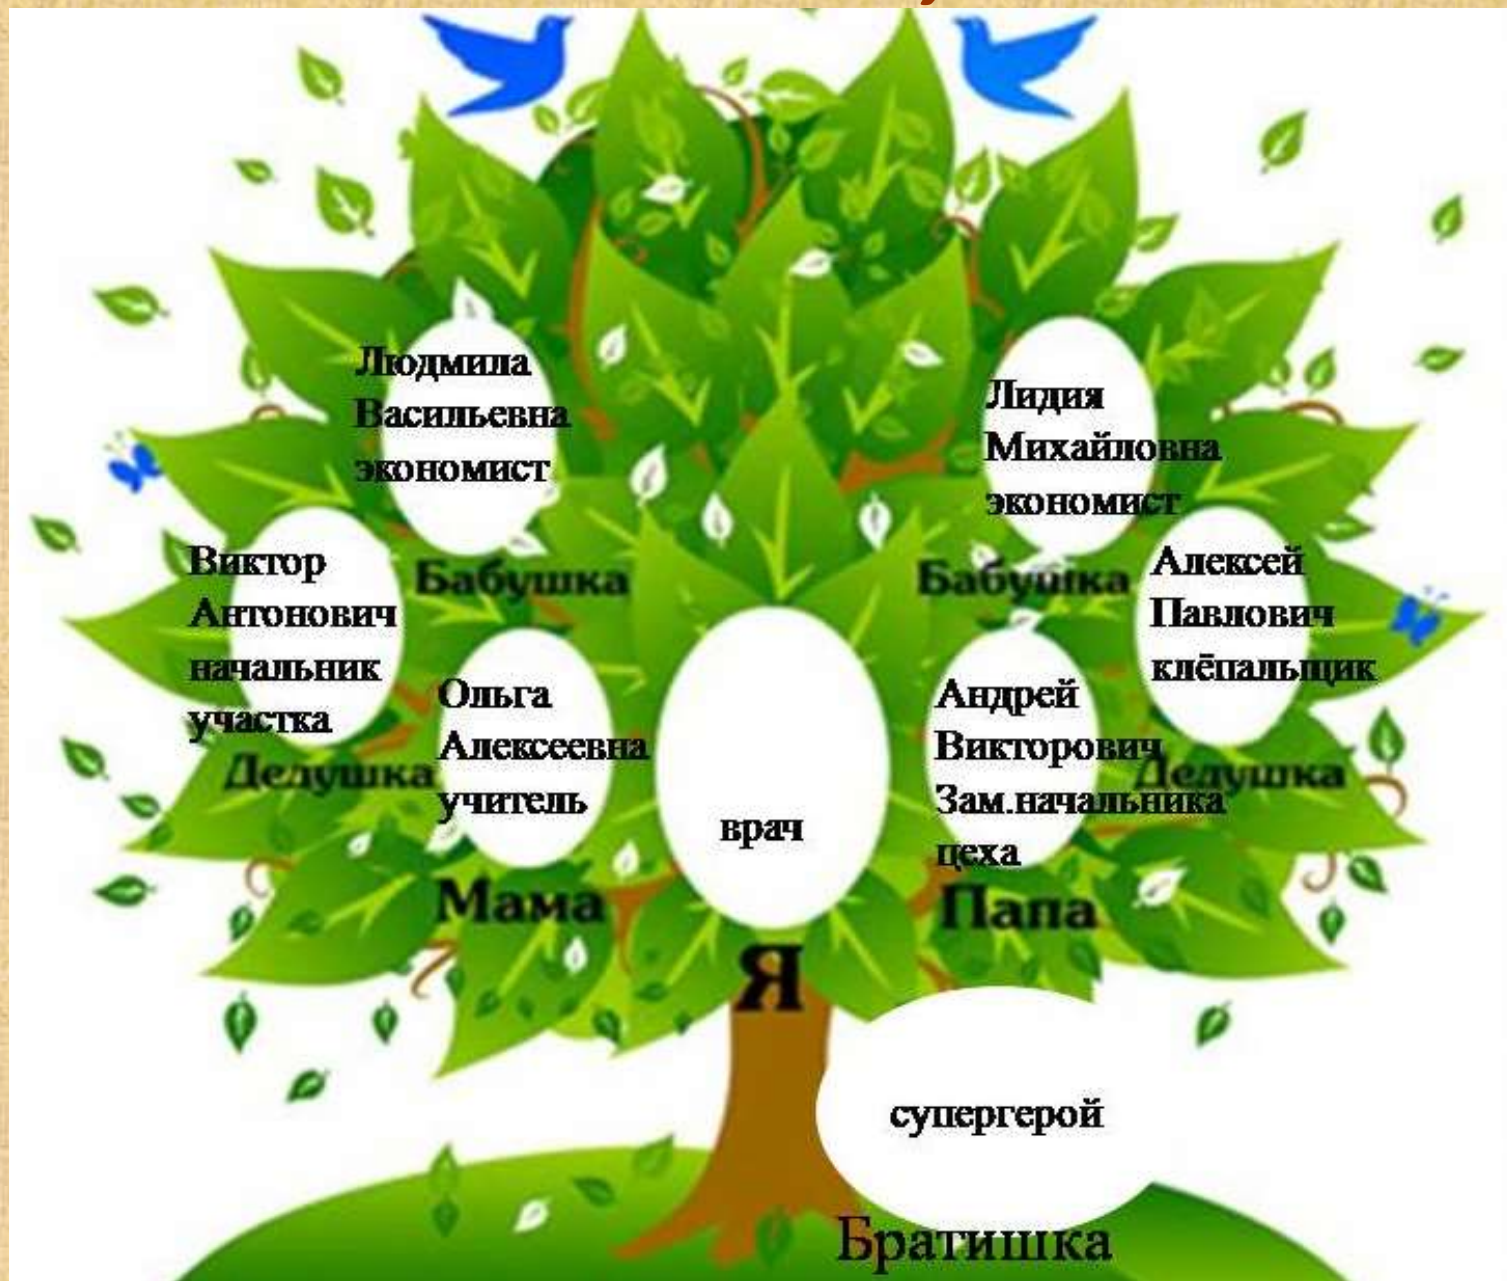 Людмила
Васильевна
экономист
Бабушка
Лидия
Михайловна
экономист
Бабушка
Виктор
Антонович
начальник
участка
Дедушка
Алексей
Павлович
клёпальщик
Дедушка
Ольга
Алексеевна
учитель
Мама
врач
Я
Андрей
Викторович
Зам.начальника
цеха
Папа
супергерой
Братишка